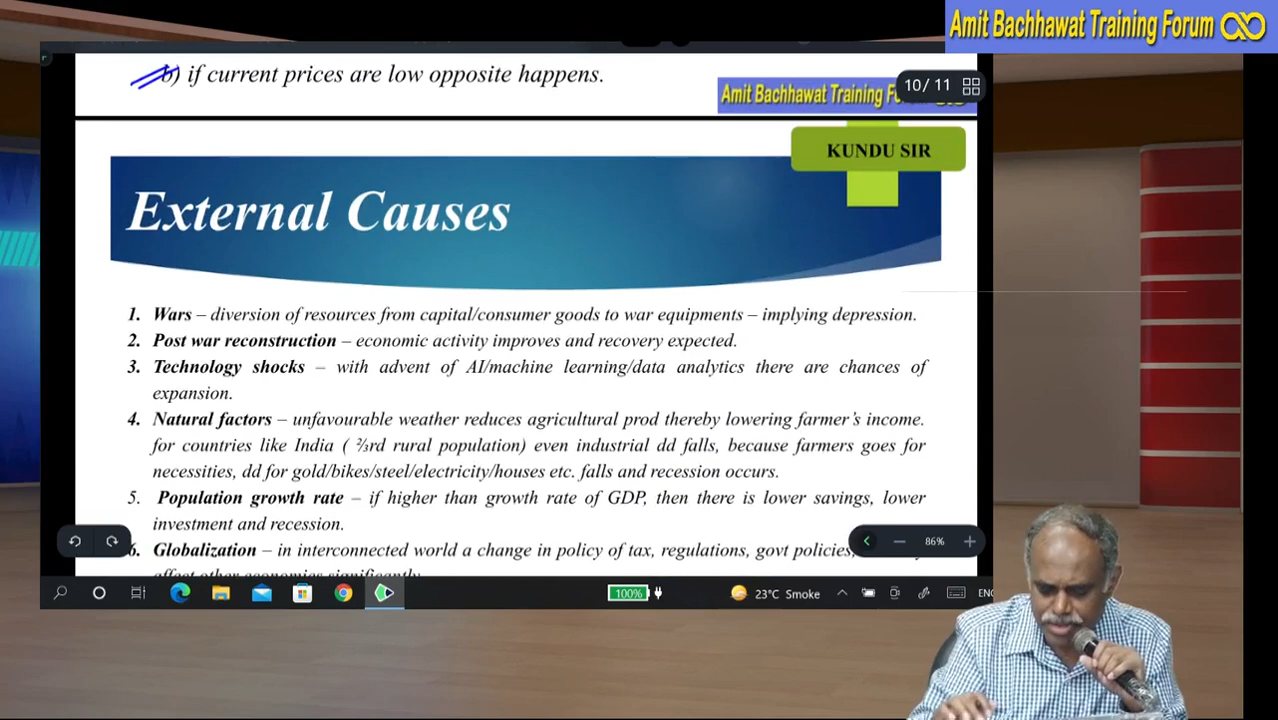 Amit Bachhawat Training Forum
b) if current prices are low opposite happens.
Amit Bachhawat Training
10/ 11
KUNDU SIR
External Causes
1. Wars – diversion of resources from capital/consumer goods to war equipments – implying depression.
2. Post war reconstruction – economic activity improves and recovery expected.
3. Technology shocks – with advent of AI/machine learning/data analytics there are chances of
expansion.
4. Natural factors – unfavourable weather reduces agricultural prod thereby lowering farmer's income.
for countries like India ( ⅔rd rural population) even industrial dd falls, because farmers goes for
necessities, dd for gold/bikes/steel/electricity/houses etc. falls and recession occurs.
5. Population growth rate – if higher than growth rate of GDP, then there is lower savings, lower
investment and recession.
6. Globalization – in interconnected world a change in policy of tax, regulations, govt policies,
affect other economies significantly
86%
100%
23°C Smoke
ENG